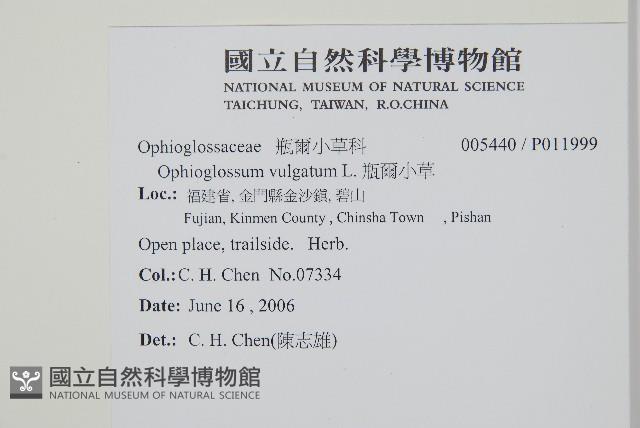 國立自然科學博物館
NATIONAL MUSEUM OF NATURAL SCIENCE
TAICHUNG, TAIWAN, R.O.CHINA
Ophioglossaceae 瓶爾小草科 005440 / P011999
Ophioglossum vulgatum L. 瓶爾小草
Loc.: 福建省, 金門縣金沙鎮, 碧山
Fujian, Kinmen County , Chinsha Town , Pishan
Open place, trailside. Herb.
Col.: C. H. Chen No.07334
Date: June 16 , 2006
Det.: C. H. Chen(陳志雄)
國立自然科學博物館
NATIONAL MUSEUM OF NATURAL SCIENCE